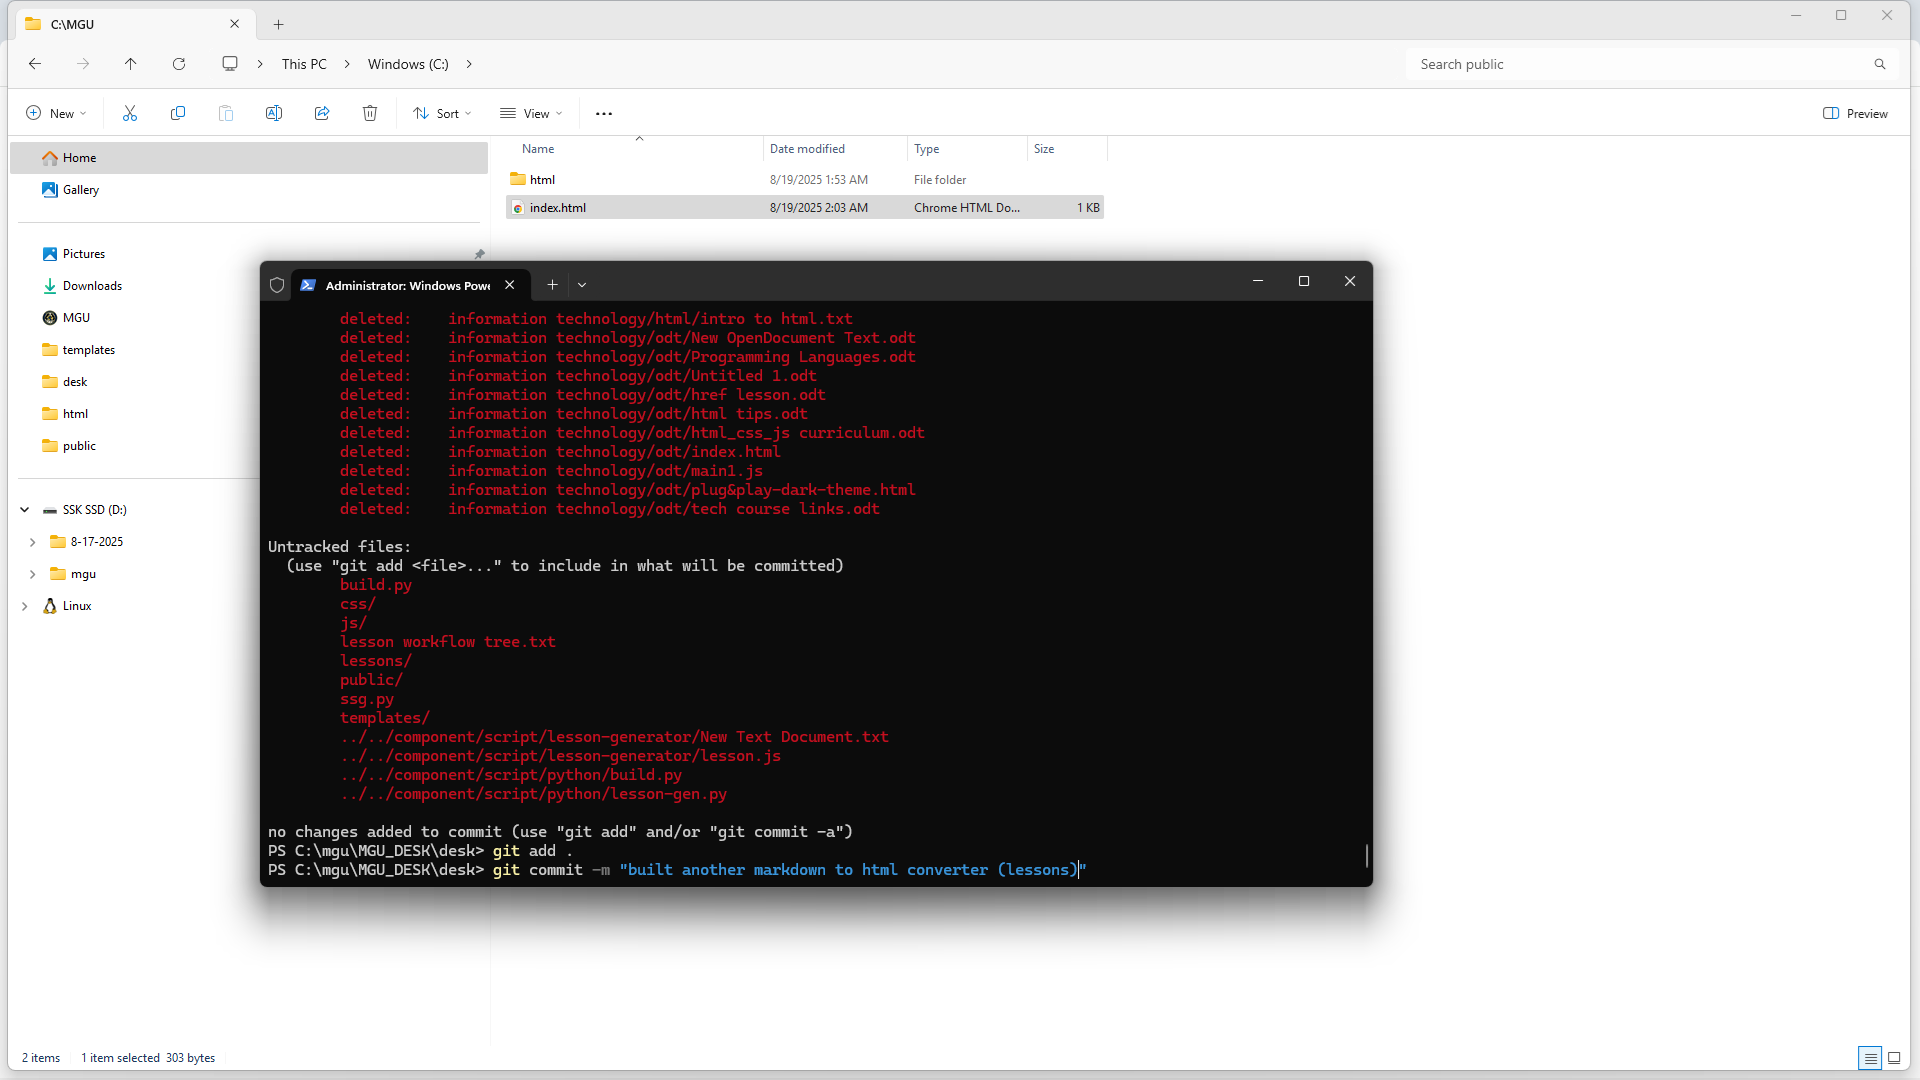 C:\MGU
This PC
Windows (C:)
Search public
New
Sort
View
Preview
Home
Gallery
Pictures
Downloads
MGU
templates
desk
html
public
SSK SSD (D:)
8-17-2025
mgu
Linux
Name Date modified Type Size
html 8/19/2025 1:53 AM File folder
index.html 8/19/2025 2:03 AM Chrome HTML Do... 1 KB
Administrator: Windows Powe
deleted: information technology/html/intro to html.txt
deleted: information technology/odt/New OpenDocument Text.odt
deleted: information technology/odt/Programming Languages.odt
deleted: information technology/odt/Untitled 1.odt
deleted: information technology/odt/href lesson.odt
deleted: information technology/odt/html tips.odt
deleted: information technology/odt/html_css_js curriculum.odt
deleted: information technology/odt/index.html
deleted: information technology/odt/main1.js
deleted: information technology/odt/plug&play-dark-theme.html
deleted: information technology/odt/tech course links.odt
Untracked files:
(use "git add <file>..." to include in what will be committed)
build.py
css/
js/
lesson workflow tree.txt
lessons/
public/
ssg.py
templates/
../../component/script/lesson-generator/New Text Document.txt
../../component/script/lesson-generator/lesson.js
../../component/script/python/build.py
../../component/script/python/lesson-gen.py
no changes added to commit (use "git add" and/or "git commit -a")
PS C:\mgu\MGU_DESK\desk> git add .
PS C:\mgu\MGU_DESK\desk> git commit -m "built another markdown to html converter (lessons)"
2 items 1 item selected 303 bytes